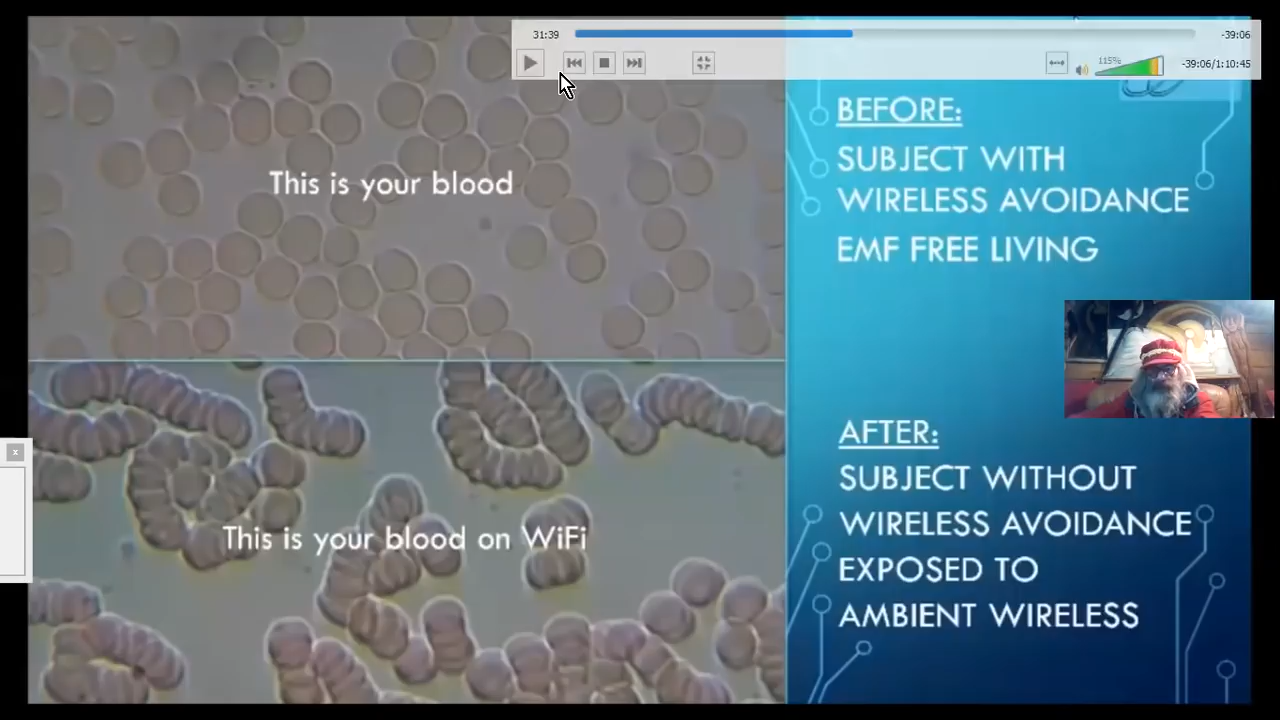 31:39
-39:06
115%
-39:06/1:10:45
This is your blood
BEFORE:
SUBJECT WITH
WIRELESS AVOIDANCE
EMF FREE LIVING
This is your blood on WiFi
AFTER:
SUBJECT WITHOUT
WIRELESS AVOIDANCE
EXPOSED TO
AMBIENT WIRELESS